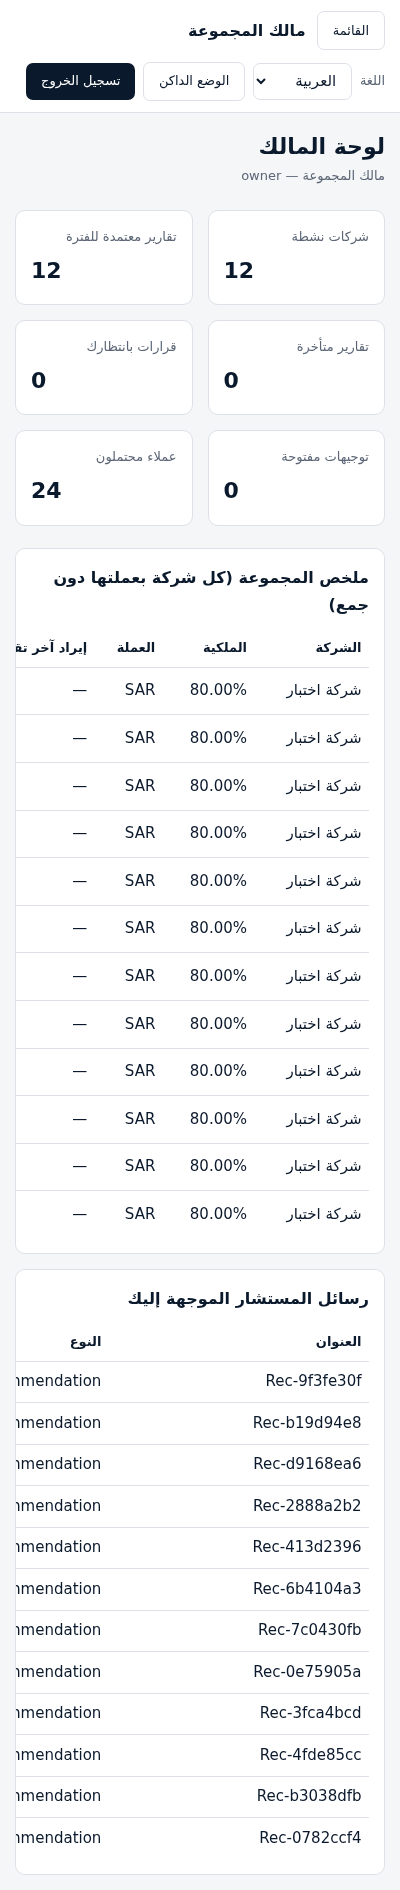 القائمة مالك المجموعة
اللغة العربية الوضع الداكن تسجيل الخروج
لوحة المالك
مالك المجموعة — owner
شركات نشطة تقارير معتمدة للفترة
12 12
تقارير متأخرة قرارات بانتظارك
0 0
توجيهات مفتوحة عملاء محتملون
0 24
ملخص المجموعة (كل شركة بعملتها دون
جمع)
الشركة الملكية العملة إيراد آخر
شركة اختبار 80.00% SAR —
شركة اختبار 80.00% SAR —
شركة اختبار 80.00% SAR —
شركة اختبار 80.00% SAR —
شركة اختبار 80.00% SAR —
شركة اختبار 80.00% SAR —
شركة اختبار 80.00% SAR —
شركة اختبار 80.00% SAR —
شركة اختبار 80.00% SAR —
شركة اختبار 80.00% SAR —
شركة اختبار 80.00% SAR —
شركة اختبار 80.00% SAR —
رسائل المستشار الموجهة إليك
العنوان النوع
Rec-9f3fe30f mmendation
Rec-b19d94e8 mmendation
Rec-d9168ea6 mmendation
Rec-2888a2b2 mmendation
Rec-413d2396 mmendation
Rec-6b4104a3 mmendation
Rec-7c0430fb mmendation
Rec-0e75905a mmendation
Rec-3fca4bcd mmendation
Rec-4fde85cc mmendation
Rec-b3038dfb mmendation
Rec-0782ccf4 mmendation